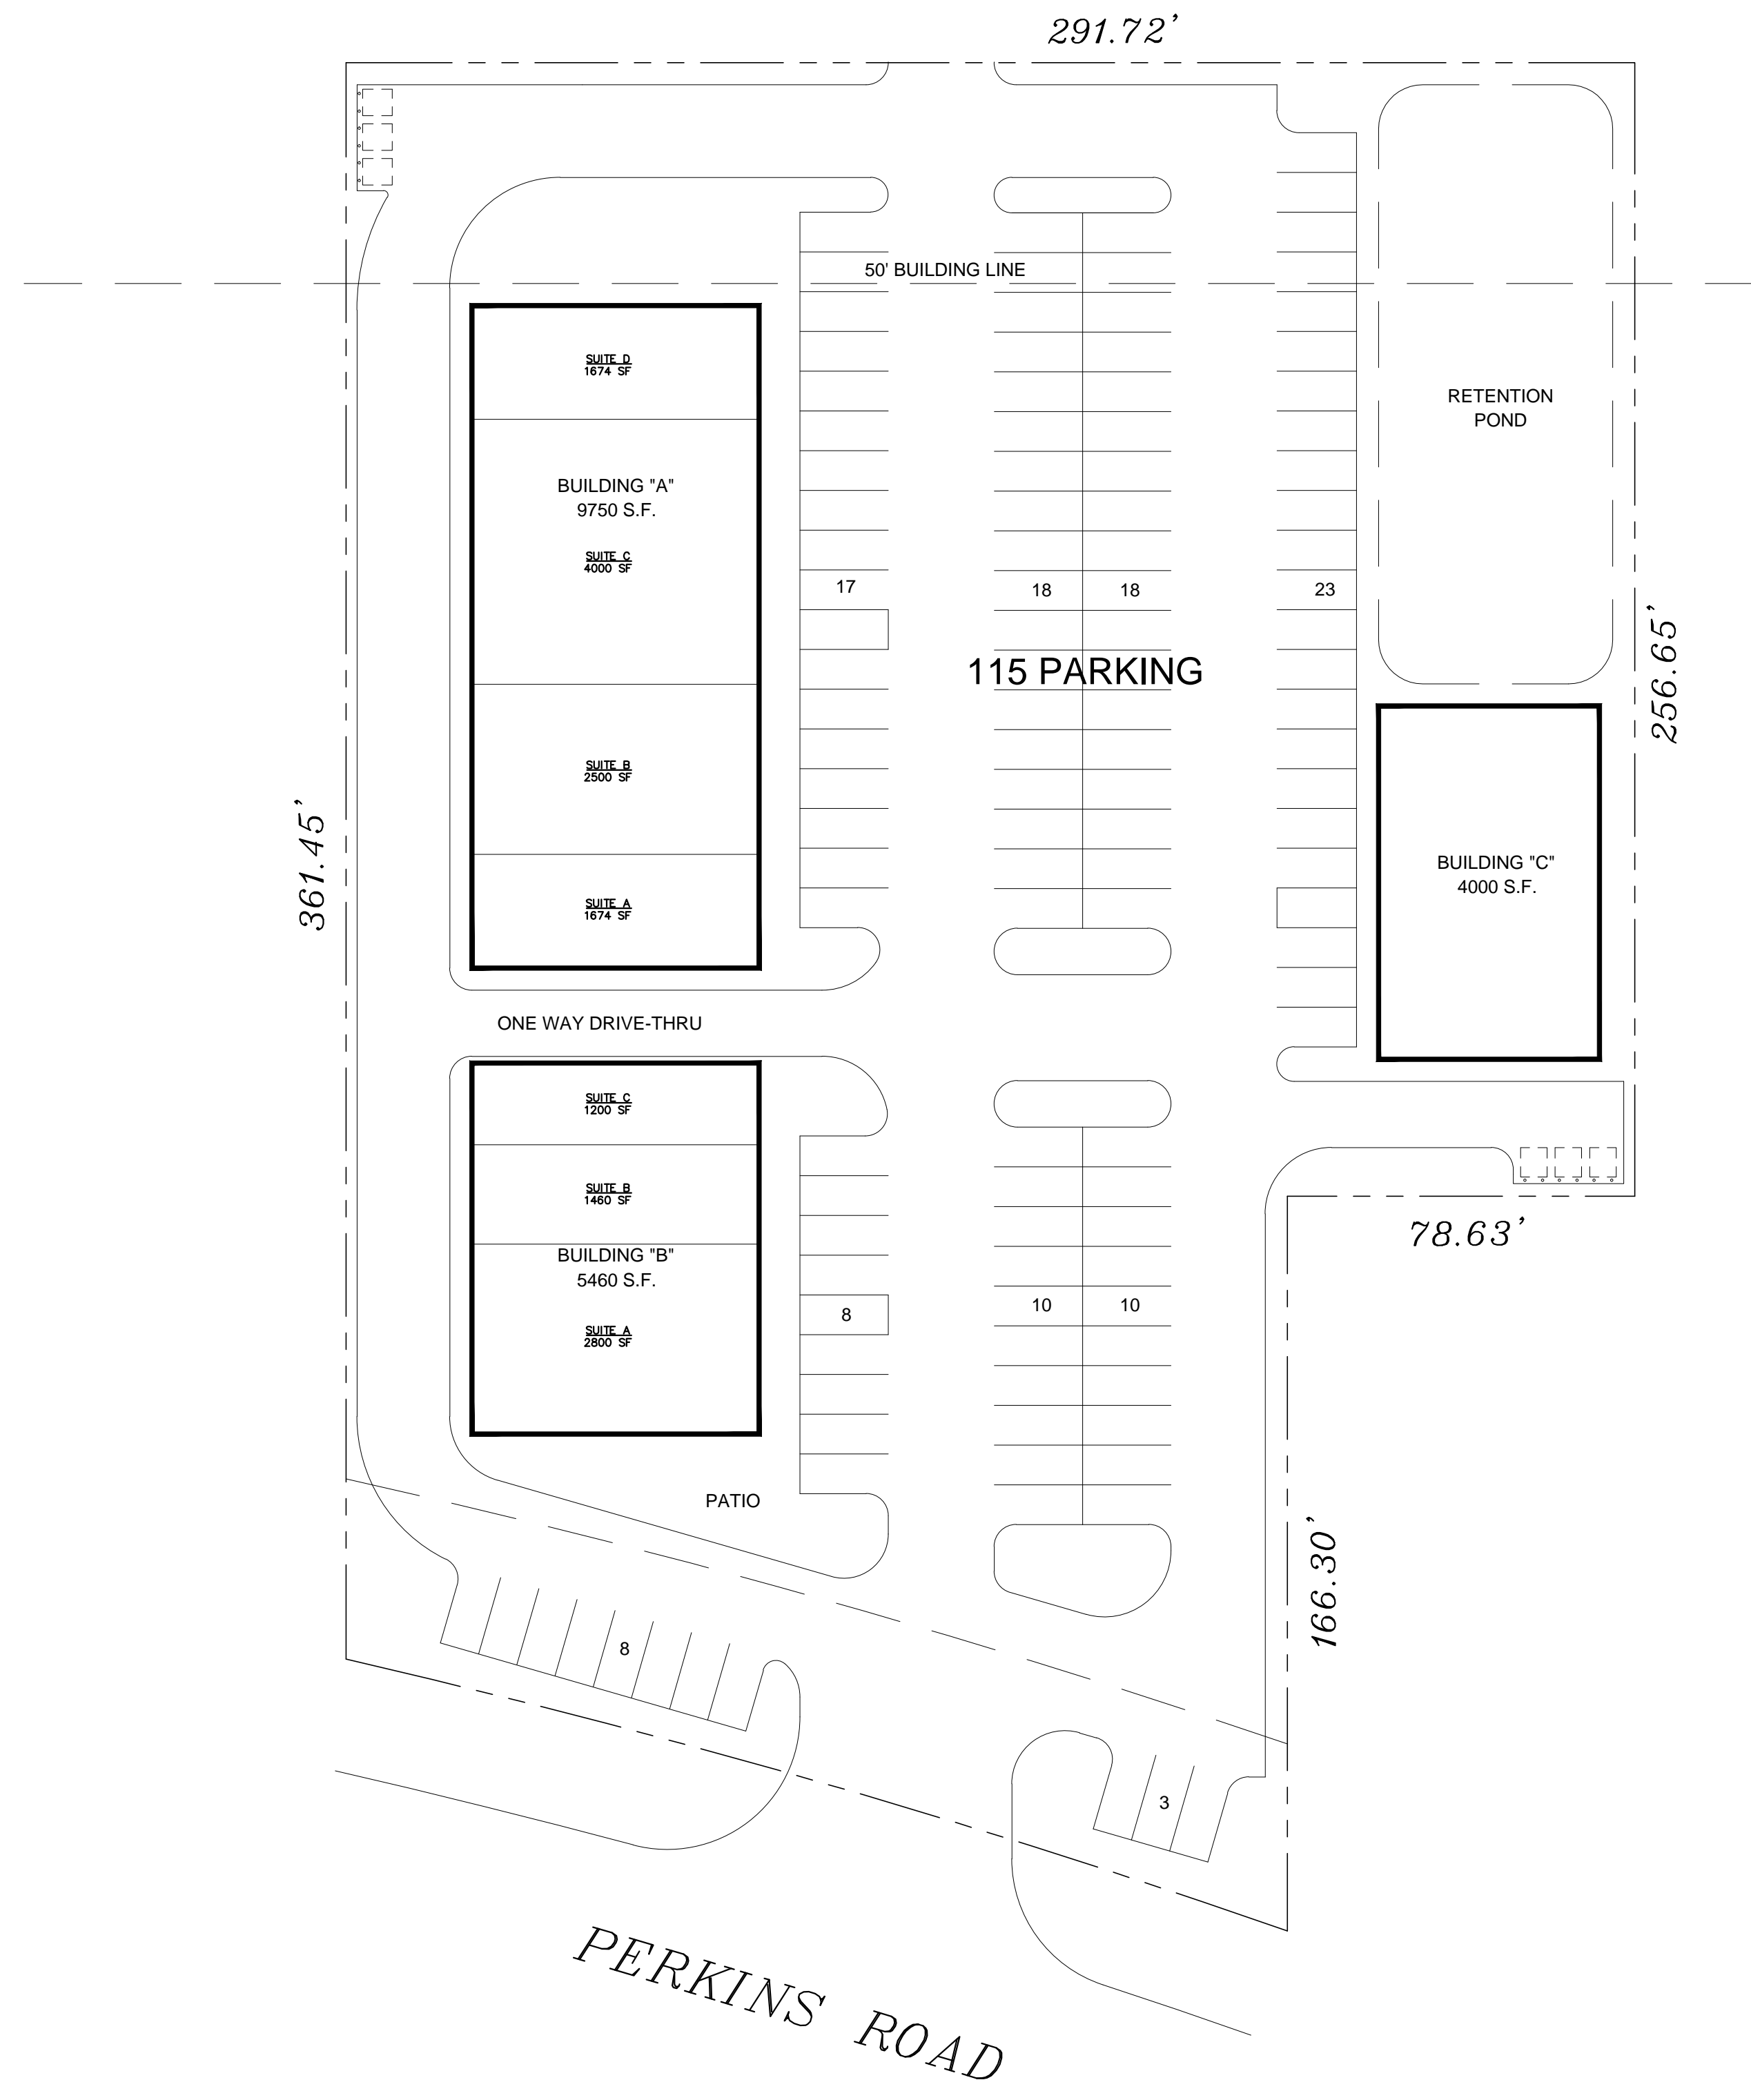 291.72'
50' BUILDING LINE
SUITE D
1674 SF
RETENTION
POND
BUILDING "A"
9750 S.F.
SUITE C
4000 SF
17
18
18
23
115 PARKING
256.65'
SUITE B
2500 SF
361.45'
BUILDING "C"
4000 S.F.
SUITE A
1674 SF
ONE WAY DRIVE-THRU
SUITE C
1200 SF
SUITE B
1460 SF
78.63'
BUILDING "B"
5460 S.F.
8
10
10
SUITE A
2800 SF
PATIO
166.30'
8
3
PERKINS ROAD